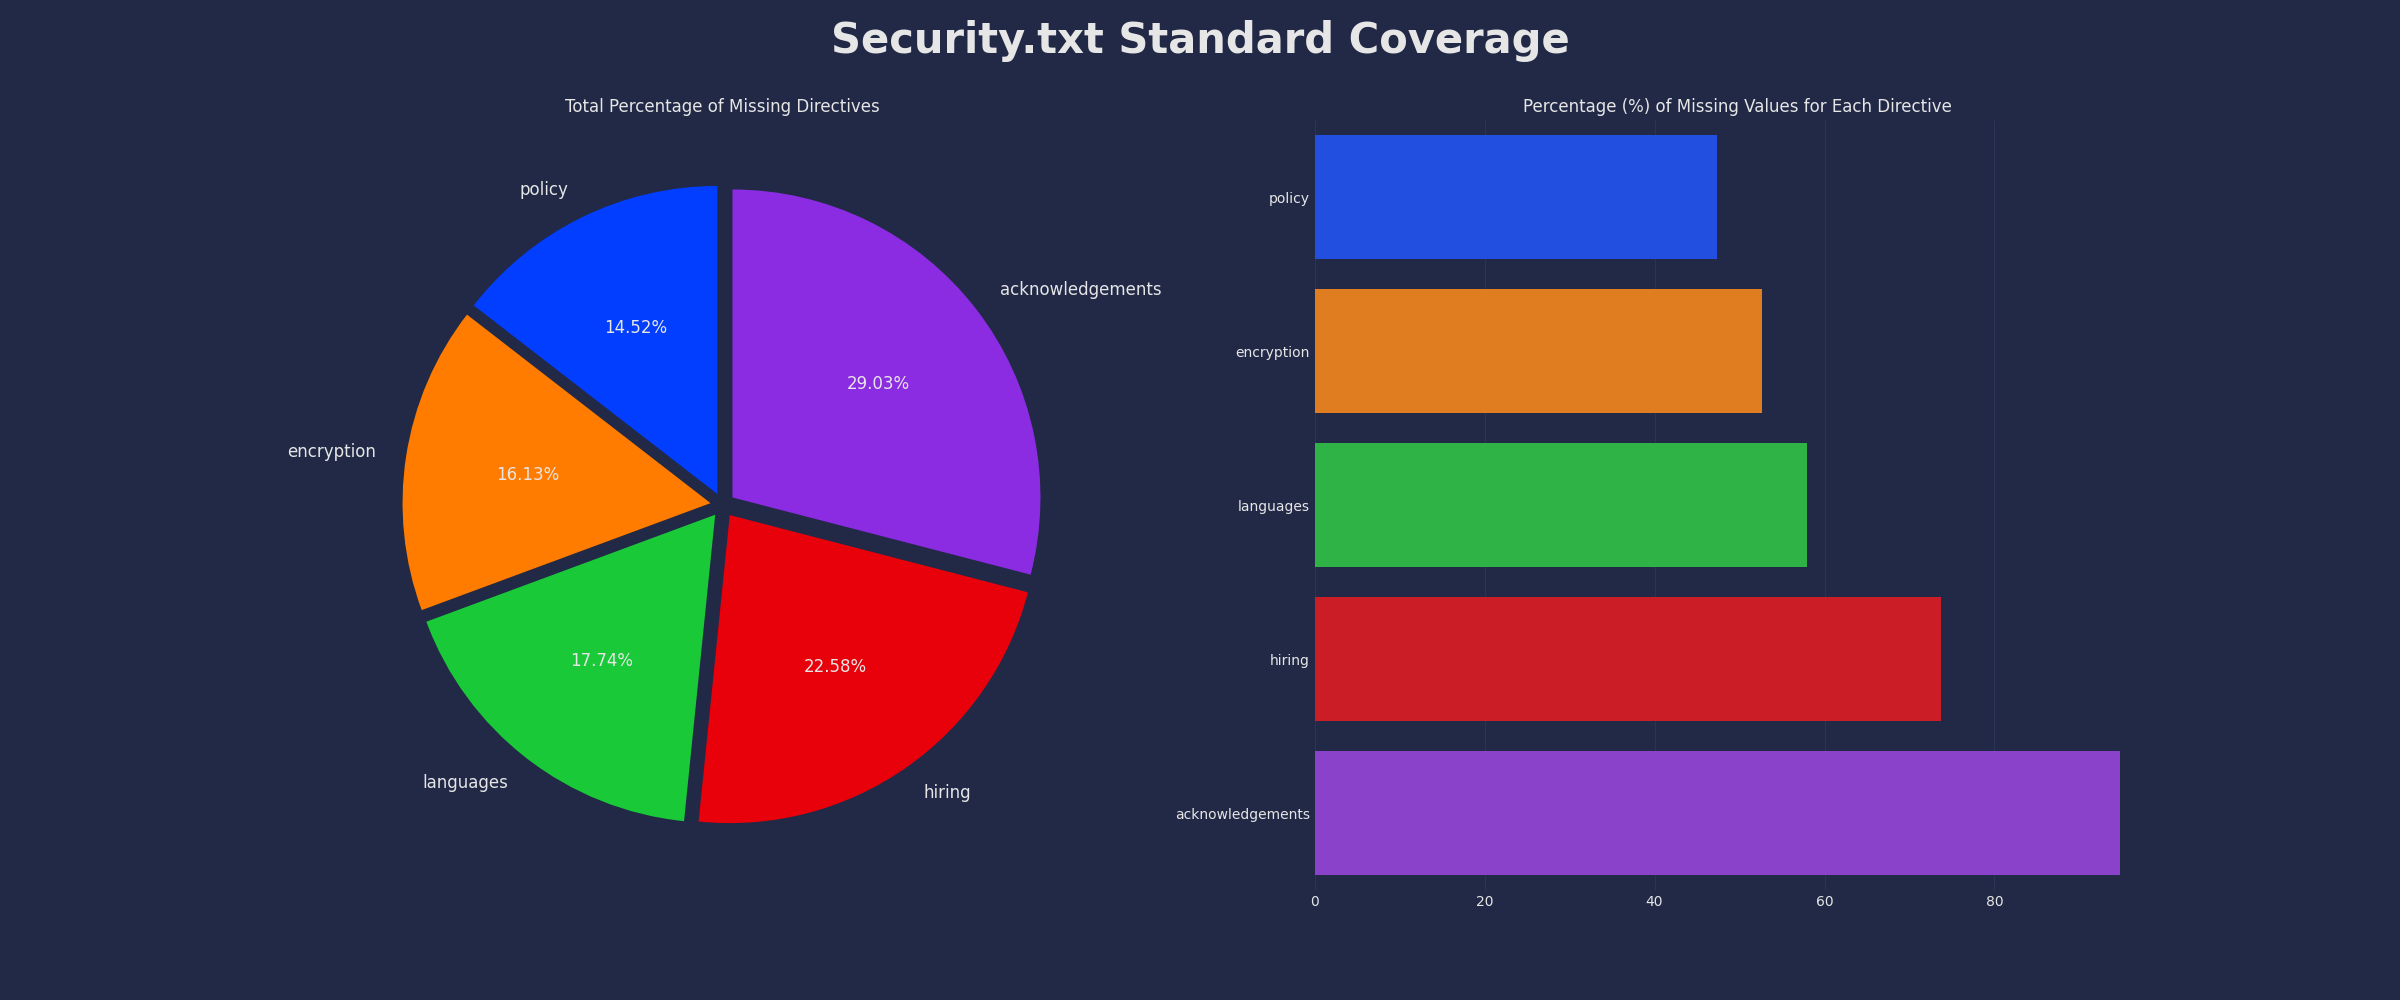 Security.txt Standard Coverage
Total Percentage of Missing Directives
policy
14.52%
acknowledgements
29.03%
encryption
16.13%
languages
17.74%
hiring
22.58%
Percentage (%) of Missing Values for Each Directive
policy
encryption
languages
hiring
acknowledgements
0 20 40 60 80